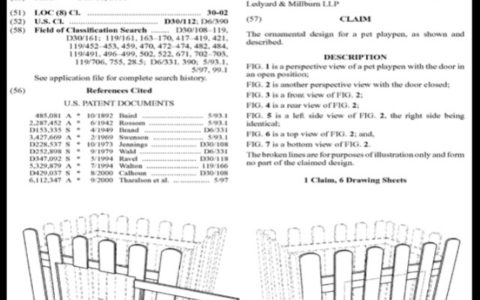 (51) LOC (8) Cl. 30-02
(52) U.S. Cl. D30/112; D6/390
(58) Field of Classification Search D30/108–119,
D30/161; 119/161, 163–170, 417–419, 421,
119/452–453, 459, 470, 472–474, 482, 484,
119/491, 496–499, 502, 522, 671, 702–703,
119/706, 755, 28.5; D6/331, 390; 5/93.1,
5/97, 99.1
See application file for complete search history.
(56) References Cited
U.S. PATENT DOCUMENTS
485,081 A * 10/1892 Baird 5/93.1
2,287,452 A * 6/1942 Rossom 5/93.1
D153,335 S * 4/1949 Brand D6/331
3,427,669 A * 2/1969 Swenson 5/93.1
D228,537 S * 10/1973 Jennings D30/108
D252,898 S * 9/1979 Wald D6/331
D347,092 S * 5/1994 Ravel D30/118
5,329,879 A * 7/1994 Walton 119/166
D429,037 S * 8/2000 Calhoun D30/108
6,112,347 A * 9/2000 Tharalson et al. 5/97
Ledyard & Millburn LLP
(57) CLAIM
The ornamental design for a pet playpen, as shown and
described.
DESCRIPTION
FIG. 1 is a perspective view of a pet playpen with the door in
an open position;
FIG. 2 is another perspective view with the door closed;
FIG. 3 is a front view of FIG. 2;
FIG. 4 is a rear view of FIG. 2;
FIG. 5 is a left side view of FIG. 2, the right side being
identical;
FIG. 6 is a top view of FIG. 2; and,
FIG. 7 is a bottom view of FIG. 2.
The broken lines are for purposes of illustration only and form
no part of the claimed design.
1 Claim, 6 Drawing Sheets